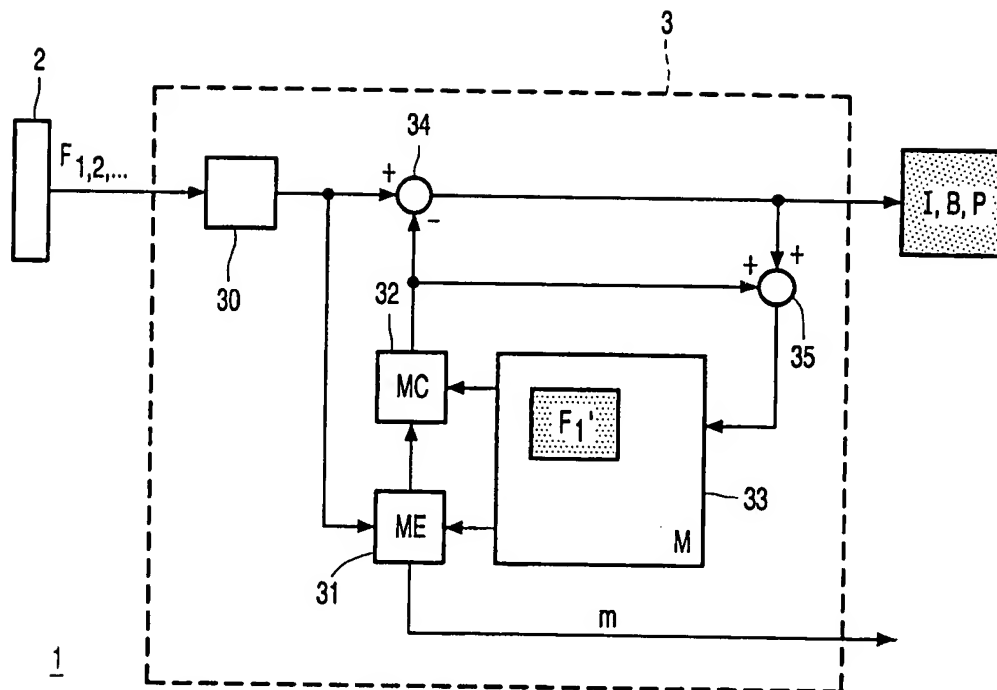 3
2
34
F1,2,...
+
I, B, P
-
30
+
+
32
35
MC
F1'
33
ME
M
31
m
1